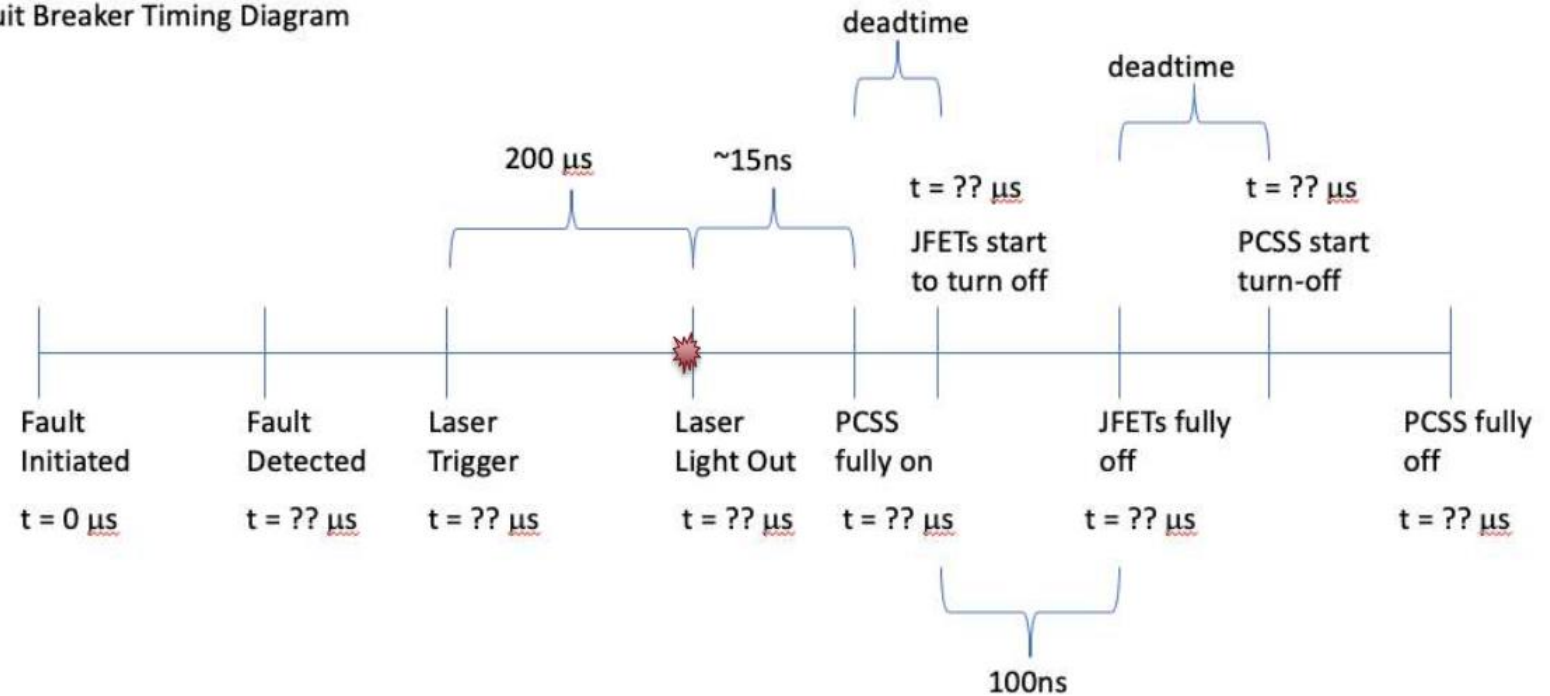 Breaker Timing Diagram
deadtime
deadtime
200 μs
~15ns
t = ?? μs
t = ?? μs
JFETs start
to turn off
PCSS start
turn-off
Fault
Initiated
Fault
Detected
Laser
Trigger
Laser
Light Out
PCSS
fully on
JFETs fully
off
PCSS fully
off
t = 0 μs
t = ?? μs
t = ?? μs
t = ?? μs
t = ?? μs
t = ?? μs
t = ?? μs
100ns